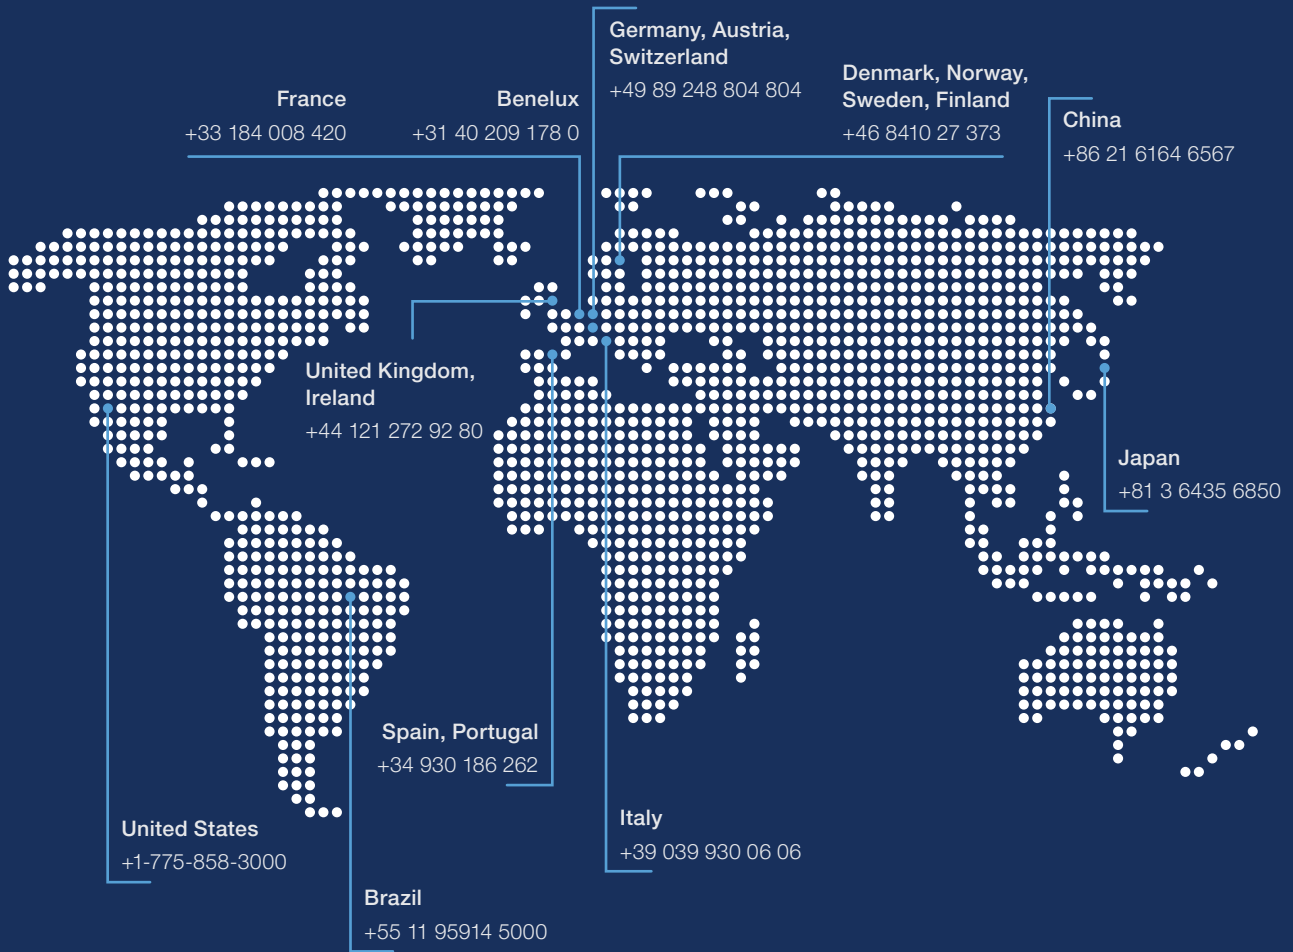 Germany, Austria,
Switzerland
+49 89 248 804 804
Denmark, Norway,
Sweden, Finland
+46 8410 27 373
France
+33 184 008 420
Benelux
+31 40 209 178 0
China
+86 21 6164 6567
United Kingdom,
Ireland
+44 121 272 92 80
Japan
+81 3 6435 6850
Spain, Portugal
+34 930 186 262
Italy
+39 039 930 06 06
United States
+1-775-858-3000
Brazil
+55 11 95914 5000